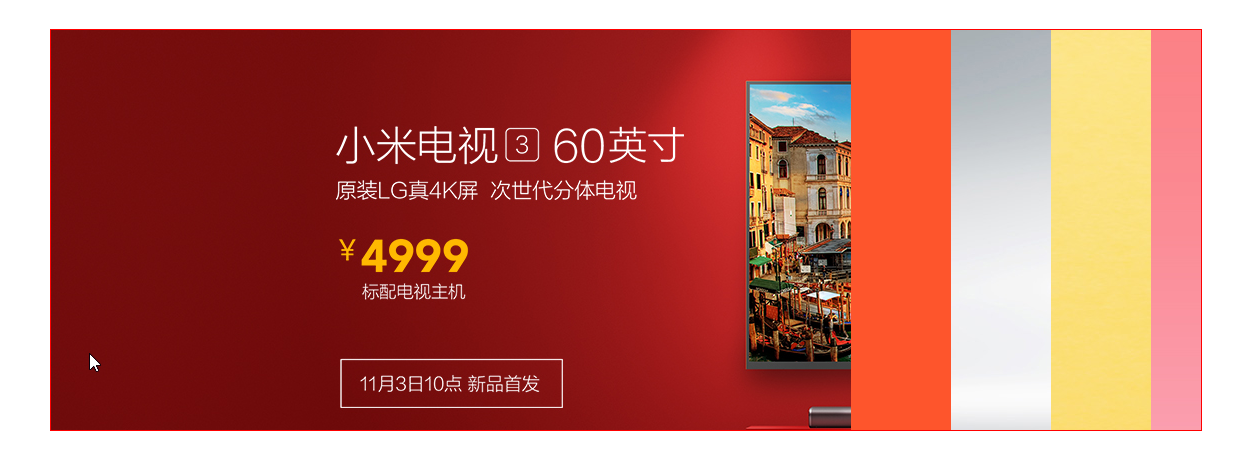 小米电视3 60英寸
原装LG真4K屏 次世代分体电视
¥4999
标配电视主机
11月3日10点 新品首发